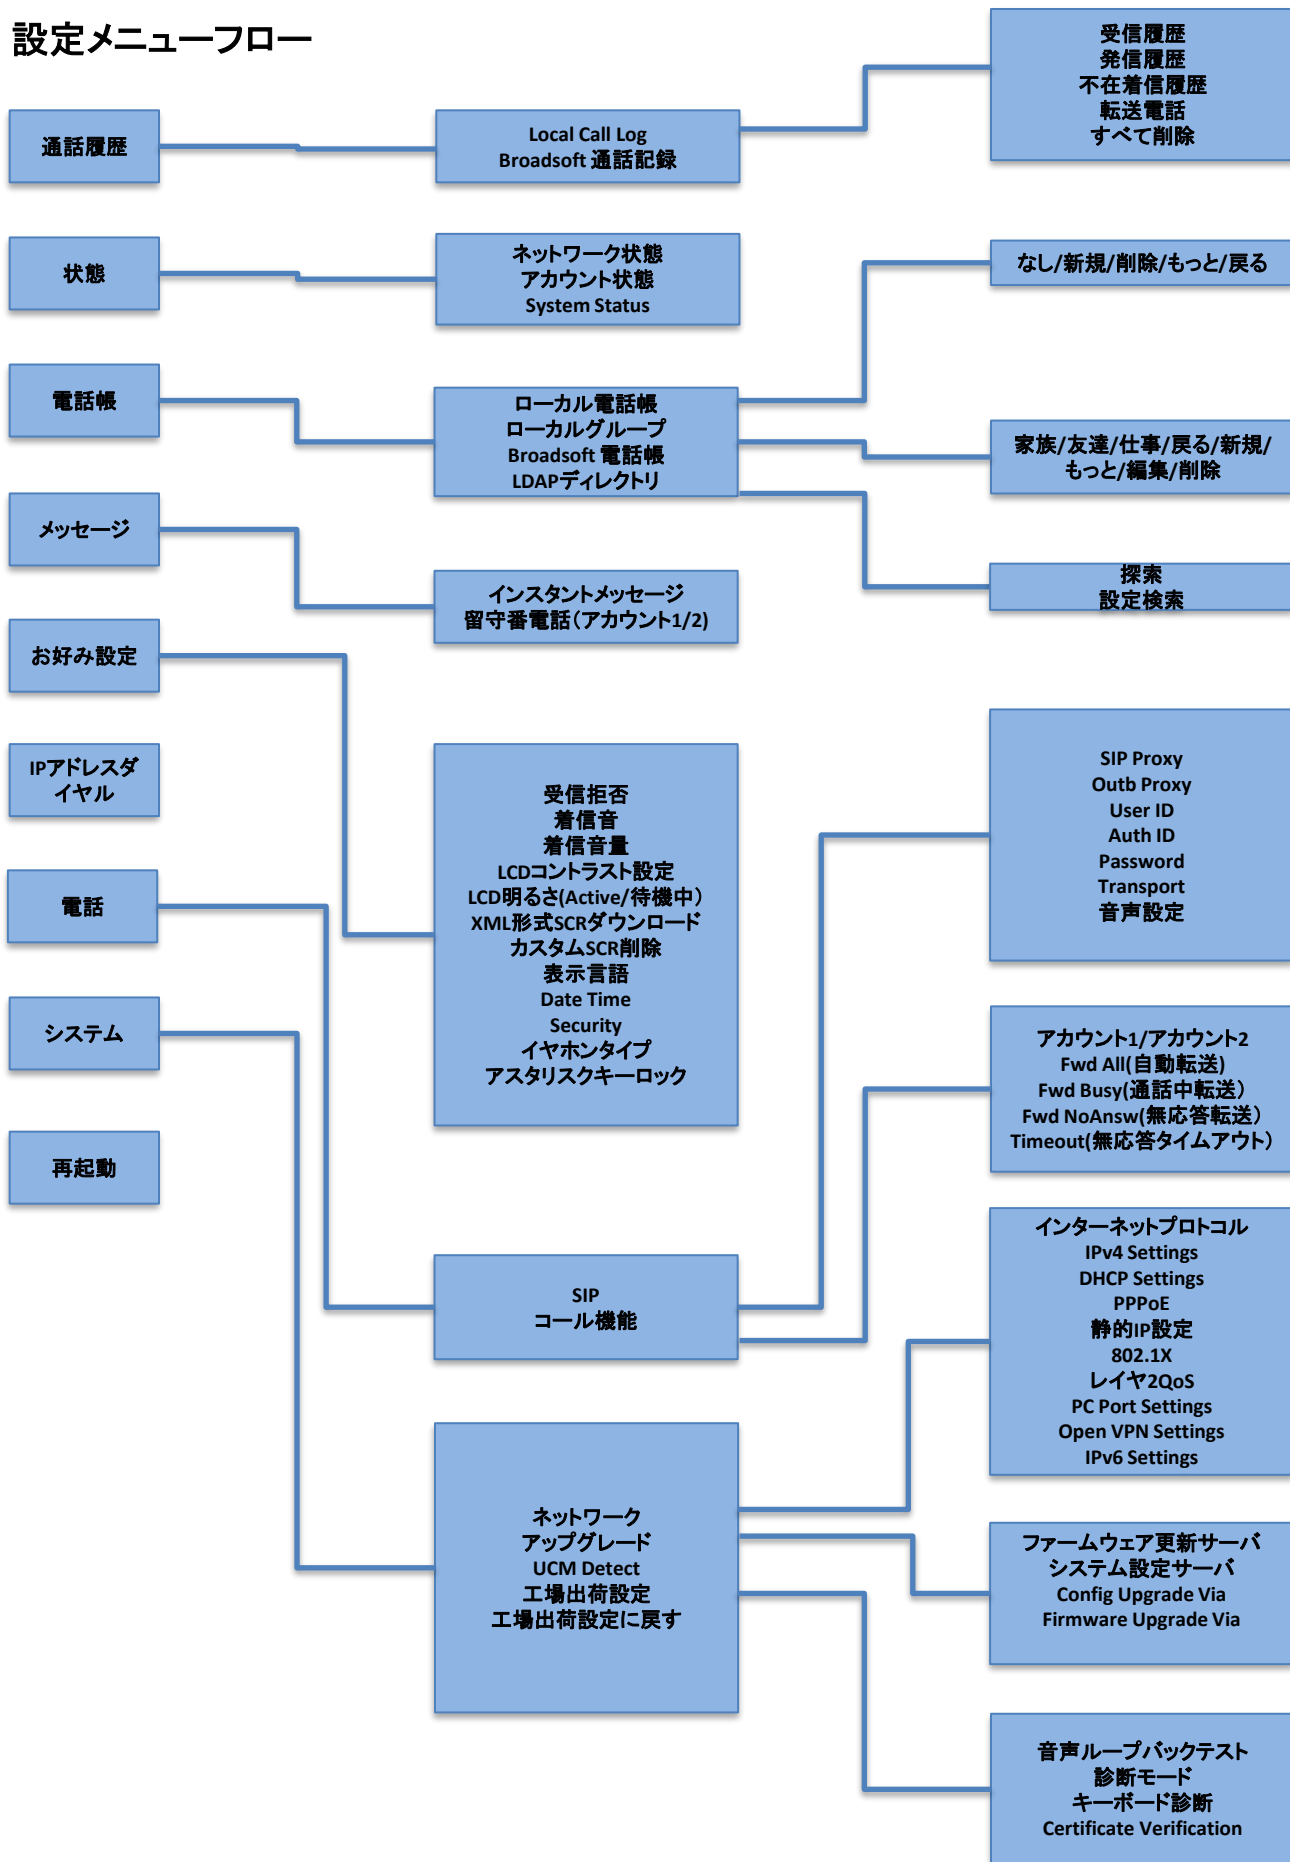 設定メニューフロー
通話履歴
Local Call Log
Broadsoft 通話記録
受信履歴
発信履歴
不在着信履歴
転送電話
すべて削除
状態
ネットワーク状態
アカウント状態
System Status
なし/新規/削除/もっと/戻る
電話帳
ローカル電話帳
ローカルグループ
Broadsoft 電話帳
LDAPディレクトリ
家族/友達/仕事/戻る/新規/
もっと/編集/削除
探索
設定検索
メッセージ
インスタントメッセージ
留守番電話（アカウント1/2)
お好み設定
受信拒否
着信音
着信音量
LCDコントラスト設定
LCD明るさ(Active/待機中）
XML形式SCRダウンロード
カスタムSCR削除
表示言語
Date Time
Security
イヤホンタイプ
アスタリスクキーロック
IPアドレスダ
イヤル
電話
SIP
コール機能
SIP Proxy
Outb Proxy
User ID
Auth ID
Password
Transport
音声設定
アカウント1/アカウント2
Fwd All(自動転送)
Fwd Busy(通話中転送）
Fwd NoAnsw(無応答転送）
Timeout(無応答タイムアウト）
システム
ネットワーク
アップグレード
UCM Detect
工場出荷設定
工場出荷設定に戻す
インターネットプロトコル
IPv4 Settings
DHCP Settings
PPPoE
静的IP設定
802.1X
レイヤ2QoS
PC Port Settings
Open VPN Settings
IPv6 Settings
ファームウェア更新サーバ
システム設定サーバ
Config Upgrade Via
Firmware Upgrade Via
音声ループバックテスト
診断モード
キーボード診断
Certificate Verification
再起動